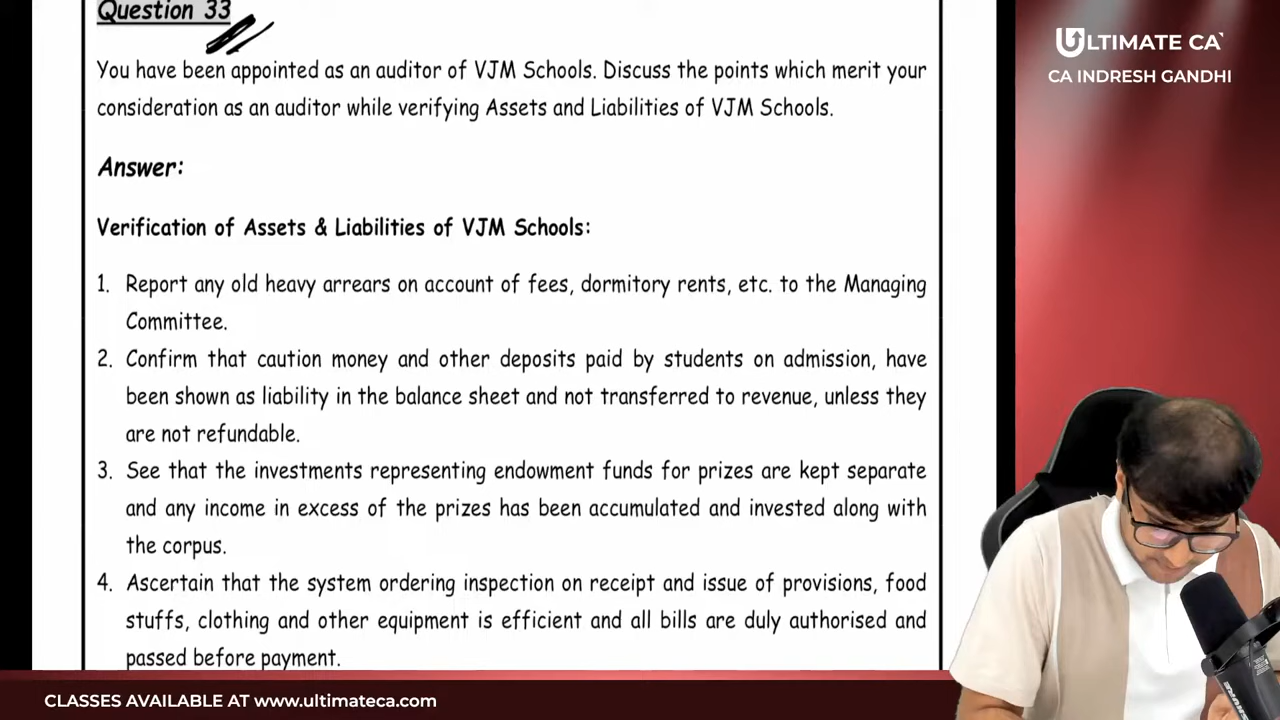 Question 33
You have been appointed as an auditor of VJM Schools. Discuss the points which merit your
consideration as an auditor while verifying Assets and Liabilities of VJM Schools.
Answer:
Verification of Assets & Liabilities of VJM Schools:
1. Report any old heavy arrears on account of fees, dormitory rents, etc. to the Managing
Committee.
2. Confirm that caution money and other deposits paid by students on admission, have
been shown as liability in the balance sheet and not transferred to revenue, unless they
are not refundable.
3. See that the investments representing endowment funds for prizes are kept separate
and any income in excess of the prizes has been accumulated and invested along with
the corpus.
4. Ascertain that the system ordering inspection on receipt and issue of provisions, food
stuffs, clothing and other equipment is efficient and all bills are duly authorised and
passed before payment.
ULTIMATE CA
CA INDRESH GANDHI
CLASSES AVAILABLE AT www.ultimateca.com